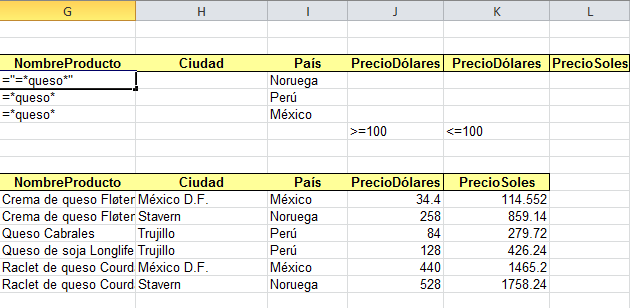 G H I J K L
NombreProducto Ciudad País PrecioDólares PrecioDólares PrecioSoles
="=*queso*" Noruega
=*queso* Perú
=*queso* México
>=100 <=100
NombreProducto Ciudad País PrecioDólares PrecioSoles
Crema de queso Fløter México D.F. México 34.4 114.552
Crema de queso Fløter Stavern Noruega 258 859.14
Queso Cabrales Trujillo Perú 84 279.72
Queso de soja Longlife Trujillo Perú 128 426.24
Raclet de queso Courd México D.F. México 440 1465.2
Raclet de queso Courd Stavern Noruega 528 1758.24